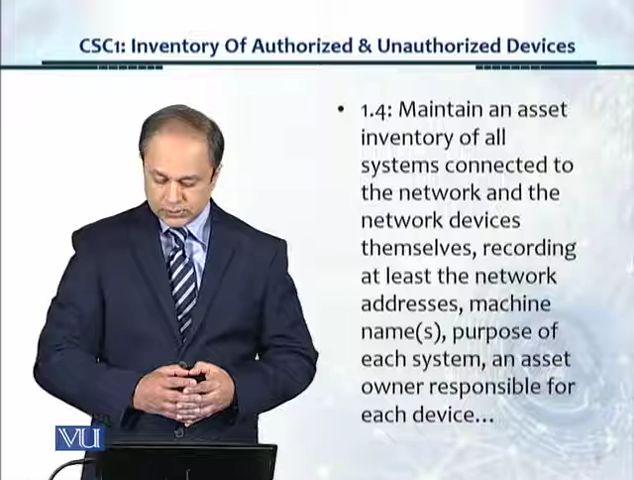 CSC1: Inventory Of Authorized & Unauthorized Devices
• 1.4: Maintain an asset
inventory of all
systems connected to
the network and the
network devices
themselves, recording
at least the network
addresses, machine
name(s), purpose of
each system, an asset
owner responsible for
each device...
VU